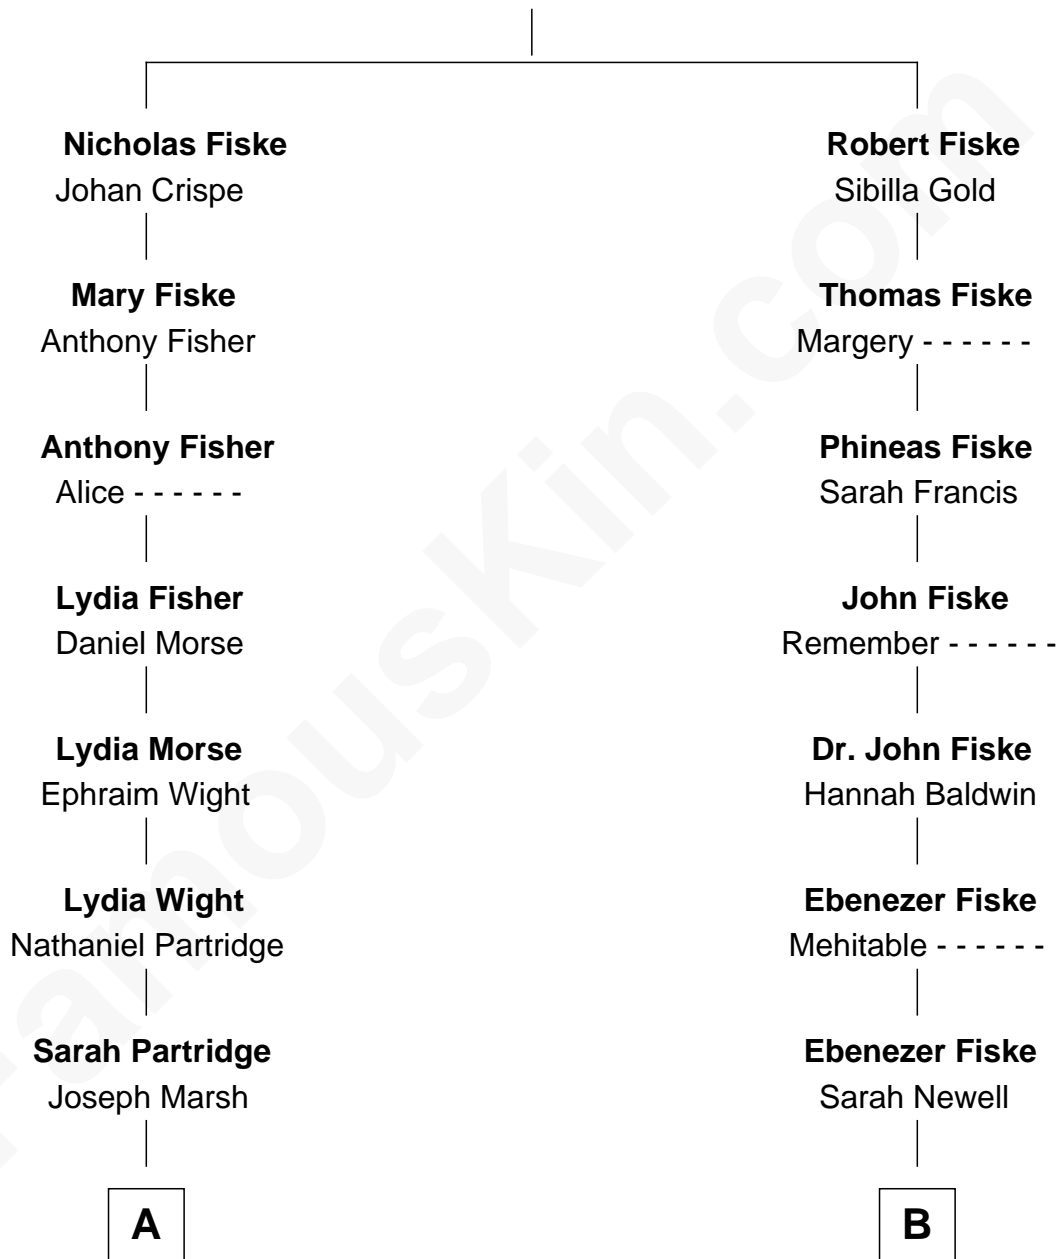 Nicholas Fiske
Johan Crispe
Mary Fiske
Anthony Fisher
Anthony Fisher
Alice - - - - - -
Lydia Fisher
Daniel Morse
Lydia Morse
Ephraim Wight
Lydia Wight
Nathaniel Partridge
Sarah Partridge
Joseph Marsh
A
Robert Fiske
Sibilla Gold
Thomas Fiske
Margery - - - - - -
Phineas Fiske
Sarah Francis
John Fiske
Remember - - - - - -
Dr. John Fiske
Hannah Baldwin
Ebenezer Fiske
Mehitable - - - - - -
Ebenezer Fiske
Sarah Newell
B
FamousKin.com